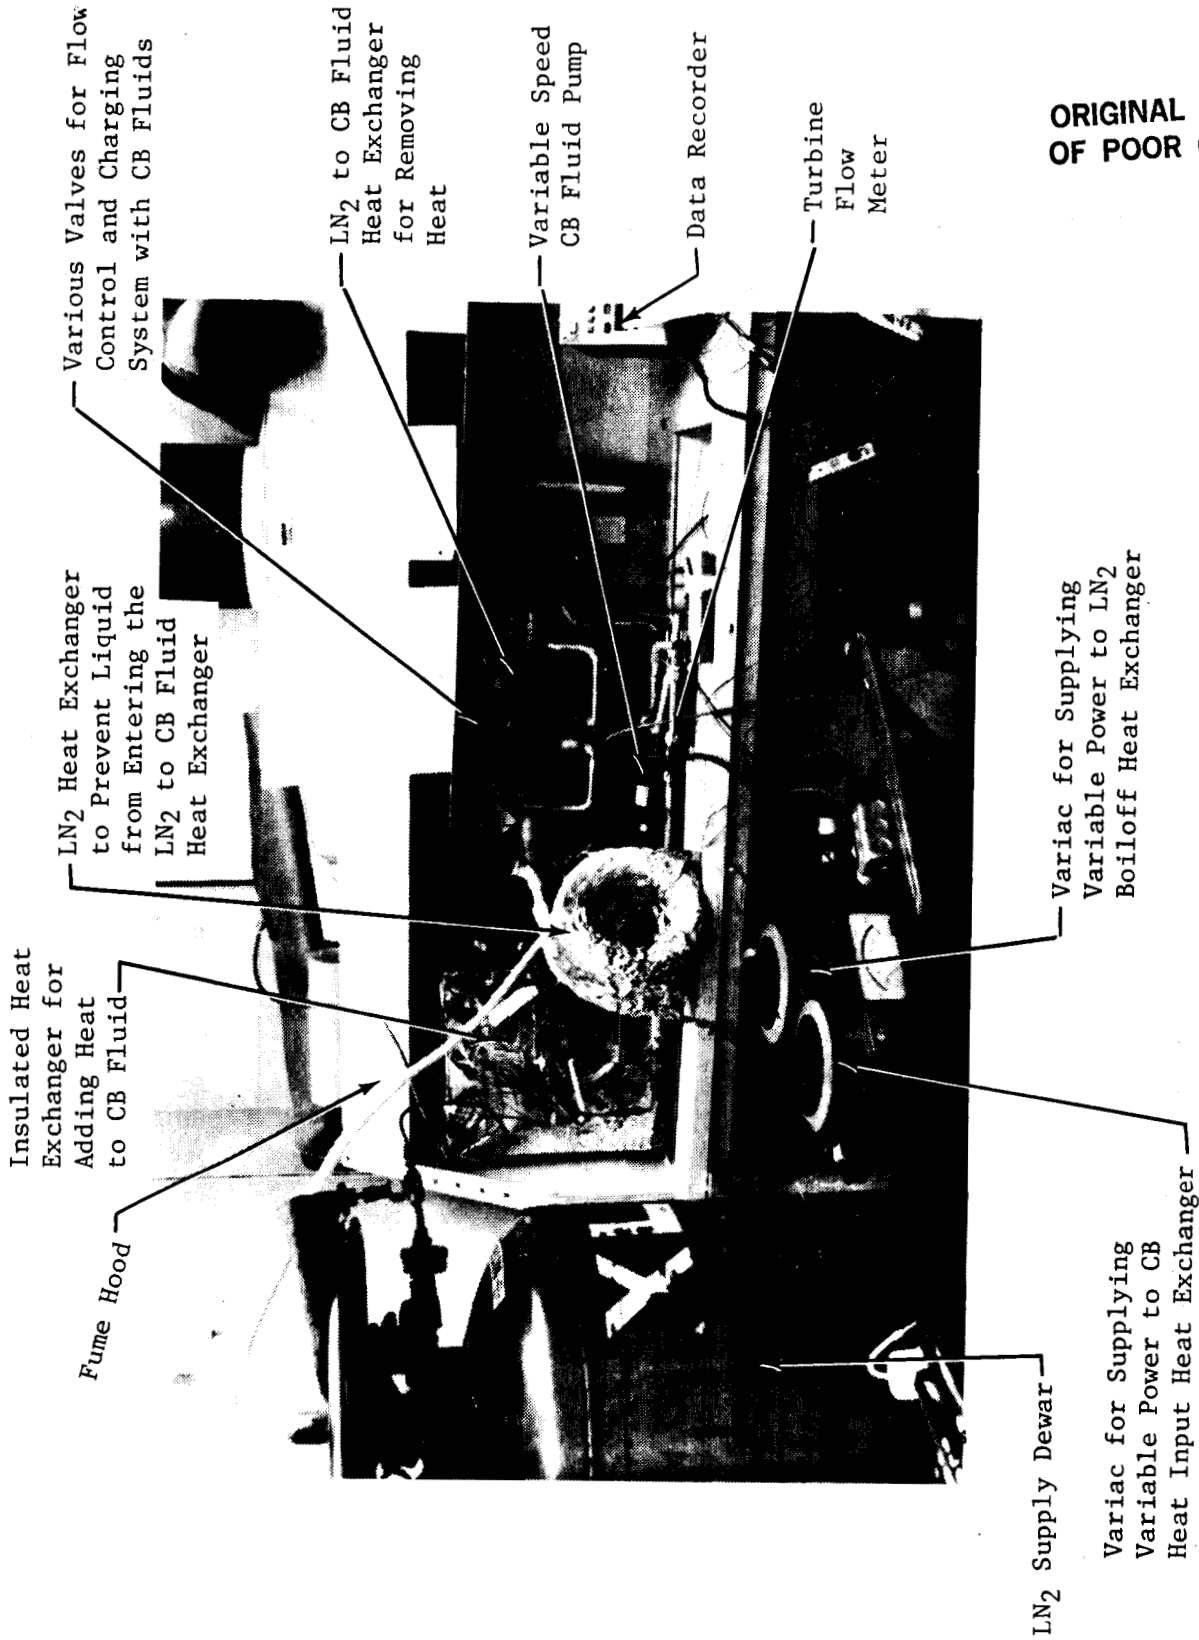 Various Valves for Flow
Control and Charging
System with CB Fluids
LN2 Heat Exchanger
to Prevent Liquid
from Entering the
LN2 to CB Fluid
Heat Exchanger
Insulated Heat
Exchanger for
Adding Heat
to CB Fluid
Fume Hood
LN2 to CB Fluid
Heat Exchanger
for Removing
Heat
Variable Speed
CB Fluid Pump
Data Recorder
Turbine
Flow
Meter
ORIGINAL
OF POOR
Variac for Supplying
Variable Power to LN2
Boiloff Heat Exchanger
LN2 Supply Dewar
Variac for Supplying
Variable Power to CB
Heat Input Heat Exchanger